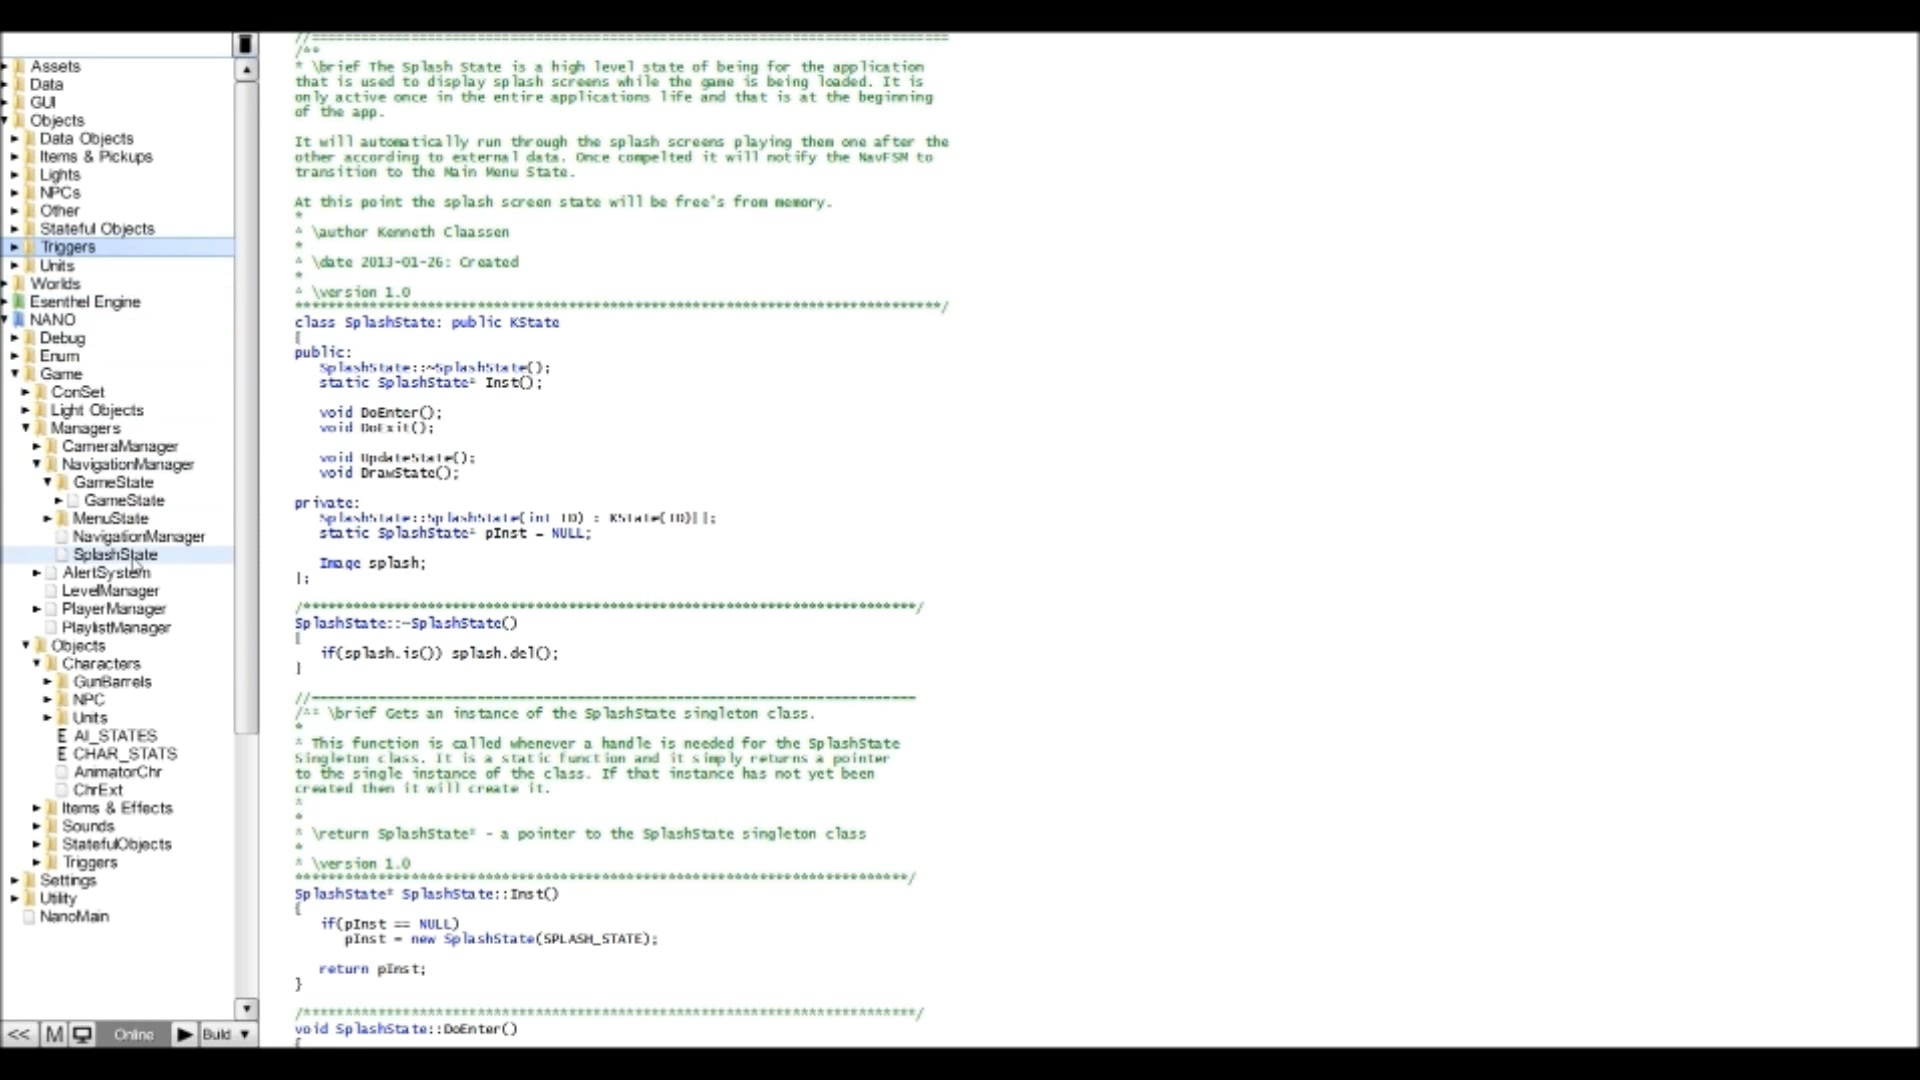 Assets
Data
GUI
Objects
Data Objects
Items & Pickups
Lights
NPCs
Other
Stateful Objects
Triggers
Units
Worlds
Esenthel Engine
NANO
Debug
Enum
Game
ConSet
Light Objects
Managers
CameraManager
NavigationManager
GameState
GameState
MenuState
NavigationManager
SplashState
AlertSystem
LevelManager
PlayerManager
PlaylistManager
Objects
Characters
GunBarrels
NPC
Units
E AI_STATES
E CHAR_STATS
AnimatorChr
ChrExt
Items & Effects
Sounds
StatefulObjects
Triggers
Settings
Utility
NanoMain
<< M Online Build
/**
* \brief The Splash State is a high level state of being for the application
that is used to display splash screens while the game is being loaded. It is
only active once in the entire applications life and that is at the beginning
of the app.
It will automatically run through the splash screens playing them one after the
other according to external data. Once compelted it will notify the NavFSM to
transition to the Main Menu State.
At this point the splash screen state will be free's from memory.
*
* \author Kenneth Claassen
*
* \date 2013-01-26: Created
*
* \version 1.0
******************************************************************************/
class SplashState: public KState
{
public:
SplashState::~SplashState();
static SplashState* Inst();
void DoEnter();
void DoExit();
void UpdateState();
void DrawState();
private:
SplashState::SplashState(int ID) : KState(ID){};
static SplashState* pInst = NULL;
Image splash;
};
/***************************************************************************/
SplashState::~SplashState()
{
if(splash.is()) splash.del();
}
//=========================================================================
/** \brief Gets an instance of the SplashState singleton class.
*
* This function is called whenever a handle is needed for the SplashState
Singleton class. It is a static function and it simply returns a pointer
to the single instance of the class. If that instance has not yet been
created then it will create it.
*
*
* \return SplashState* - a pointer to the SplashState singleton class
*
* \version 1.0
**************************************************************************/
SplashState* SplashState::Inst()
{
if(pInst == NULL)
pInst = new SplashState(SPLASH_STATE);
return pInst;
}
/***************************************************************************/
void SplashState::DoEnter()
{